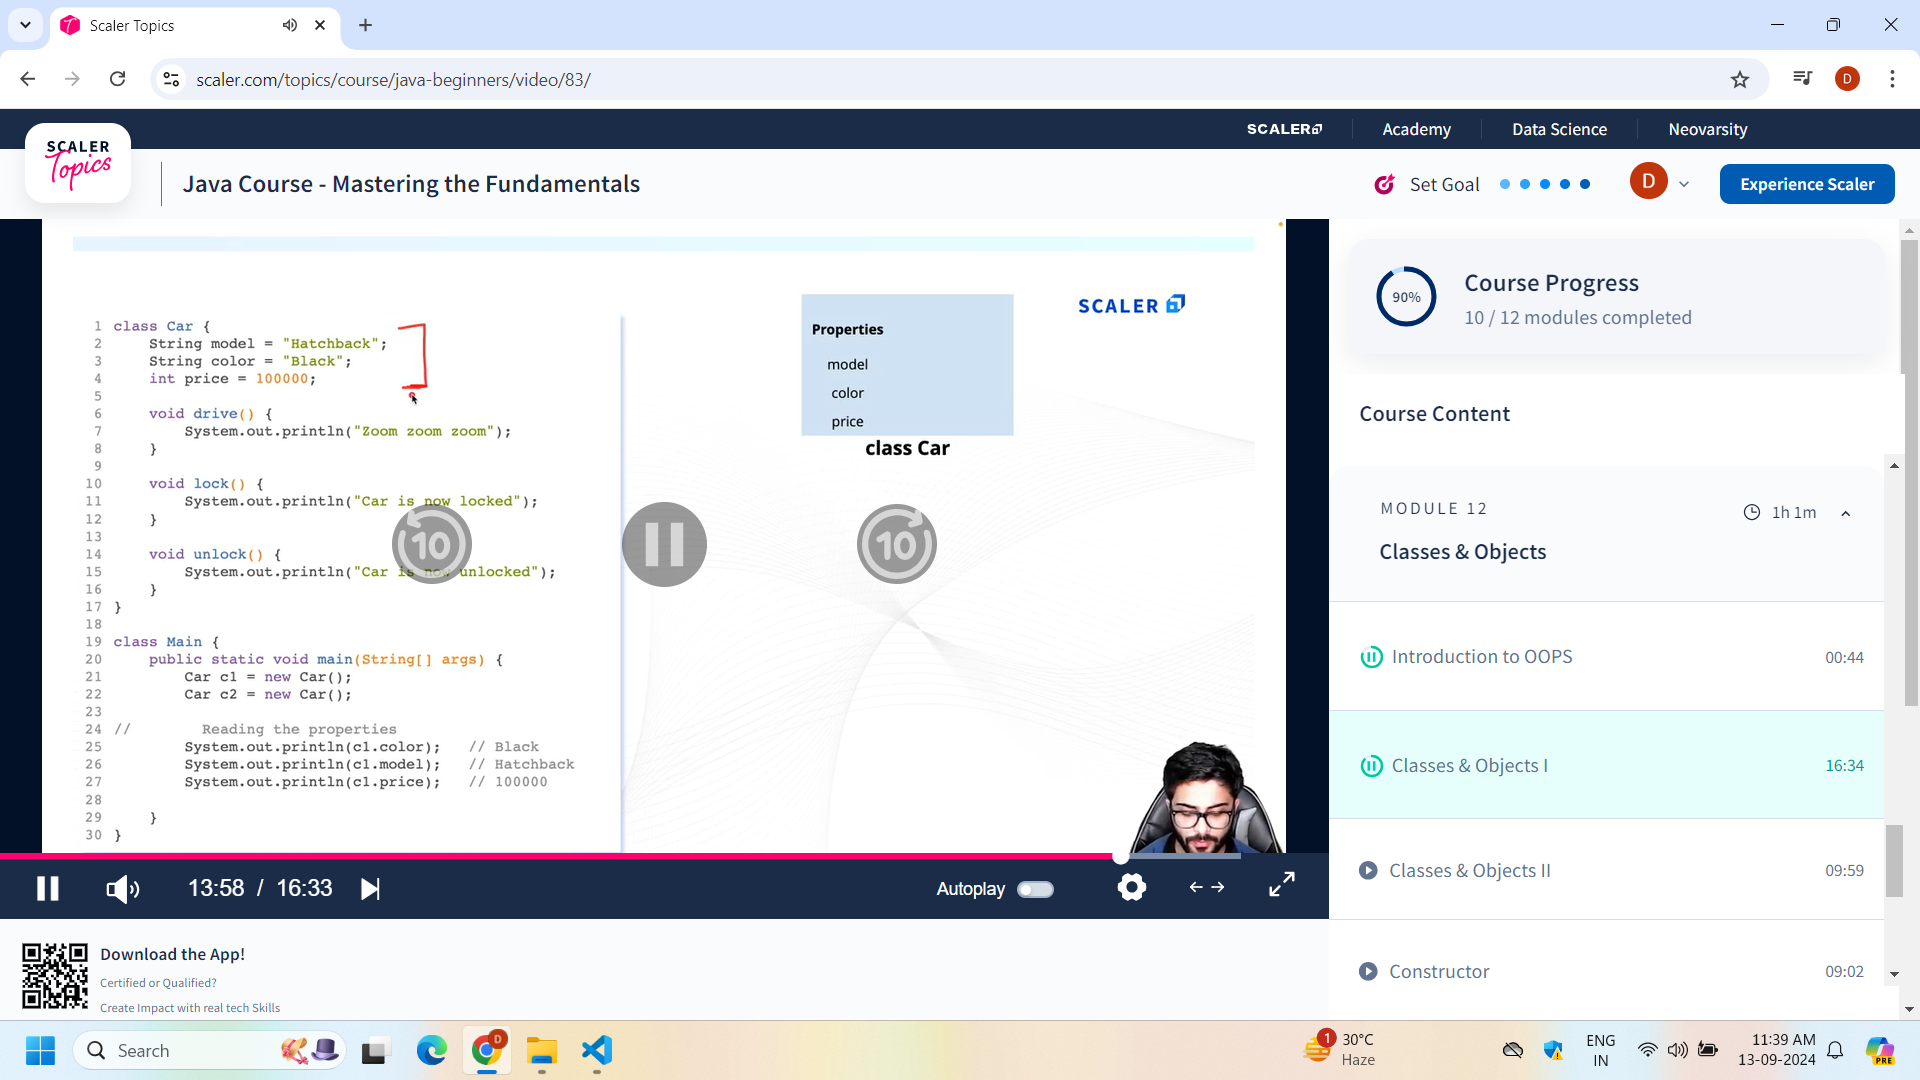 Scaler Topics
scaler.com/topics/course/java-beginners/video/83/
D
SCALER
Academy
Data Science
Neovarsity
SCALER
Topics
Java Course - Mastering the Fundamentals
Set Goal
D
Experience Scaler
1 class Car {
2 String model = "Hatchback";
3 String color = "Black";
4 int price = 100000;
5
6 void drive() {
7 System.out.println("Zoom zoom zoom");
8 }
9
10 void lock() {
11 System.out.println("Car is now locked");
12 }
13
14 void unlock() {
15 System.out.println("Car is now unlocked");
16 }
17 }
18
19 class Main {
20 public static void main(String[] args) {
21 Car c1 = new Car();
22 Car c2 = new Car();
23
24 // Reading the properties
25 System.out.println(c1.color); // Black
26 System.out.println(c1.model); // Hatchback
27 System.out.println(c1.price); // 100000
28
29 }
30 }
Properties
model
color
price
class Car
SCALER
10
10
13:58 / 16:33
Autoplay
90%
Course Progress
10 / 12 modules completed
Course Content
MODULE 12
1h 1m
Classes & Objects
Introduction to OOPS 00:44
Classes & Objects I 16:34
Classes & Objects II 09:59
Constructor 09:02
Download the App!
Certified or Qualified?
Create Impact with real tech Skills
Search
D
1
30°C
Haze
ENG
IN
11:39 AM
13-09-2024
PRE